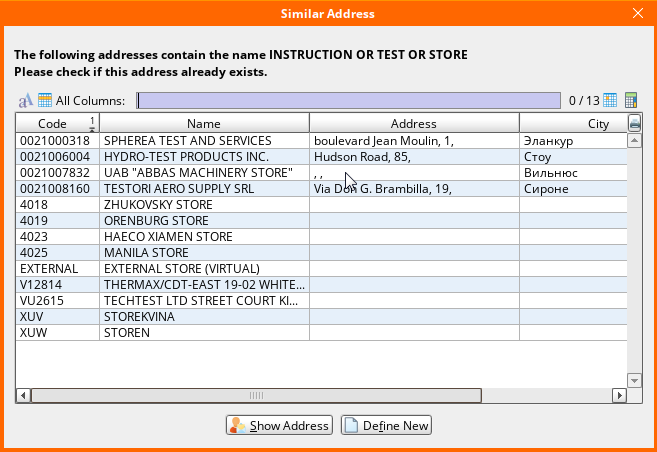 Similar Address
The following addresses contain the name INSTRUCTION OR TEST OR STORE
Please check if this address already exists.
All Columns: 0 / 13
Code 1 Name Address City
0021000318 SPHEREA TEST AND SERVICES boulevard Jean Moulin, 1, Эланкур
0021006004 HYDRO-TEST PRODUCTS INC. Hudson Road, 85, Стоу
0021007832 UAB "ABBAS MACHINERY STORE" , , Вильнюс
0021008160 TESTORI AERO SUPPLY SRL Via Don G. Brambilla, 19, Сироне
4018 ZHUKOVSKY STORE
4019 ORENBURG STORE
4023 HAECO XIAMEN STORE
4025 MANILA STORE
EXTERNAL EXTERNAL STORE (VIRTUAL)
V12814 THERMAX/CDT-EAST 19-02 WHITE...
VU2615 TECHTEST LTD STREET COURT KI...
XUV STOREKVINA
XUW STOREN
Show Address Define New